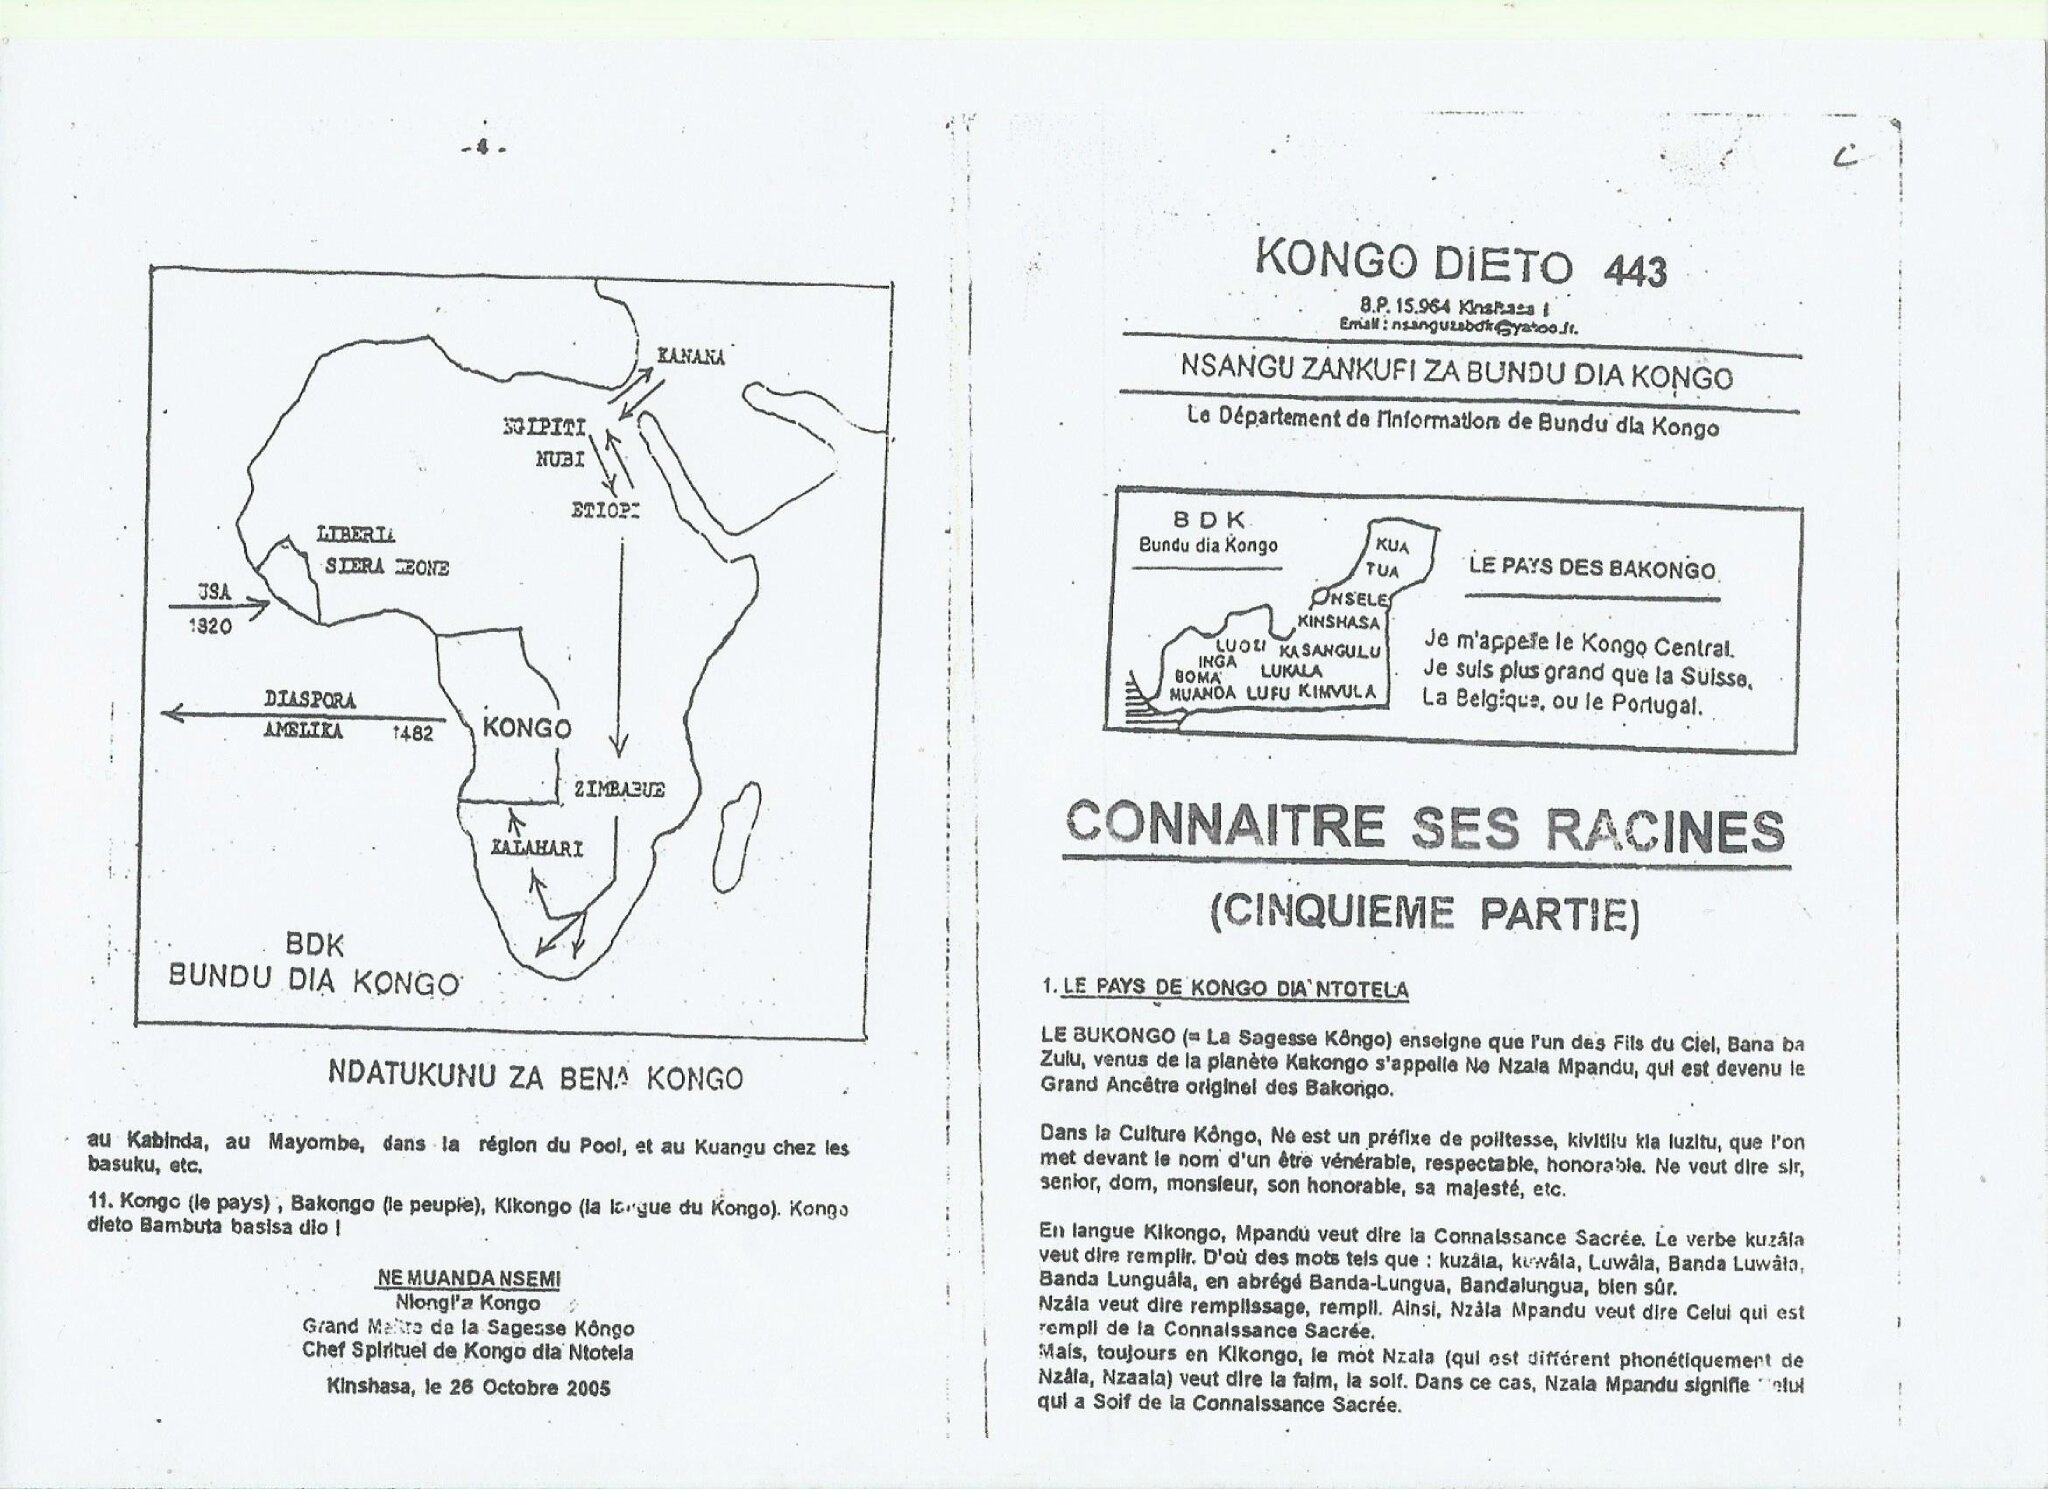 - 4 -
KANANA
NGIPITI
NUBI
ETIOPI
LIBERIA
SIERA LEONE
USA
1820
DIASPORA
AMELIKA 1482
KONGO
ZIMBABUE
KALAHARI
BDK
BUNDU DIA KONGO
NDATUKUNU ZA BENA KONGO
au Kabinda, au Mayombe, dans la région du Pool, et au Kuangu chez les
basuku, etc.
11. Kongo (le pays) , Bakongo (le peuple), Kikongo (la langue du Kongo). Kongo
dieto Bambuta basisa dio !
NE MUANDA NSEMI
Nlongi'a Kongo
Grand Maître de la Sagesse Kôngo
Chef Spirituel de Kongo dia Ntotela
Kinshasa, le 26 Octobre 2005
C
KONGO DIETO 443
B.P. 15.964 Kinshasa I
Email : nsanguzabdk@yahoo.fr.
NSANGU ZANKUFI ZA BUNDU DIA KONGO
Le Département de l'Information de Bundu dia Kongo
B D K
Bundu dia Kongo
KUA
TUA
NSELE
KINSHASA
LUOZI KASANGULU
INGA
LUKALA
BOMA
MUANDA LUFU KIMVULA
LE PAYS DES BAKONGO
Je m'appelle le Kongo Central.
Je suis plus grand que la Suisse,
La Belgique, ou le Portugal.
CONNAITRE SES RACINES
(CINQUIEME PARTIE)
1. LE PAYS DE KONGO DIA NTOTELA
LE BUKONGO (= La Sagesse Kôngo) enseigne que l'un des Fils du Ciel, Bana ba
Zulu, venus de la planète Kakongo s'appelle Ne Nzala Mpandu, qui est devenu le
Grand Ancêtre originel des Bakongo.
Dans la Culture Kôngo, Ne est un préfixe de politesse, kivitilu kia luzitu, que l'on
met devant le nom d'un être vénérable, respectable, honorable. Ne veut dire sir,
senior, dom, monsieur, son honorable, sa majesté, etc.
En langue Kikongo, Mpandu veut dire la Connaissance Sacrée. Le verbe kuzâla
veut dire remplir. D'où des mots tels que : kuzâla, kuwâla, Luwâla, Banda Luwâla,
Banda Lunguâla, en abrégé Banda-Lungua, Bandalungua, bien sûr.
Nzâla veut dire remplissage, rempli. Ainsi, Nzâla Mpandu veut dire Celui qui est
rempli de la Connaissance Sacrée.
Mais, toujours en Kikongo, le mot Nzala (qui est différent phonétiquement de
Nzâla, Nzaala) veut dire la faim, la soif. Dans ce cas, Nzala Mpandu signifie Celui
qui a Soif de la Connaissance Sacrée.